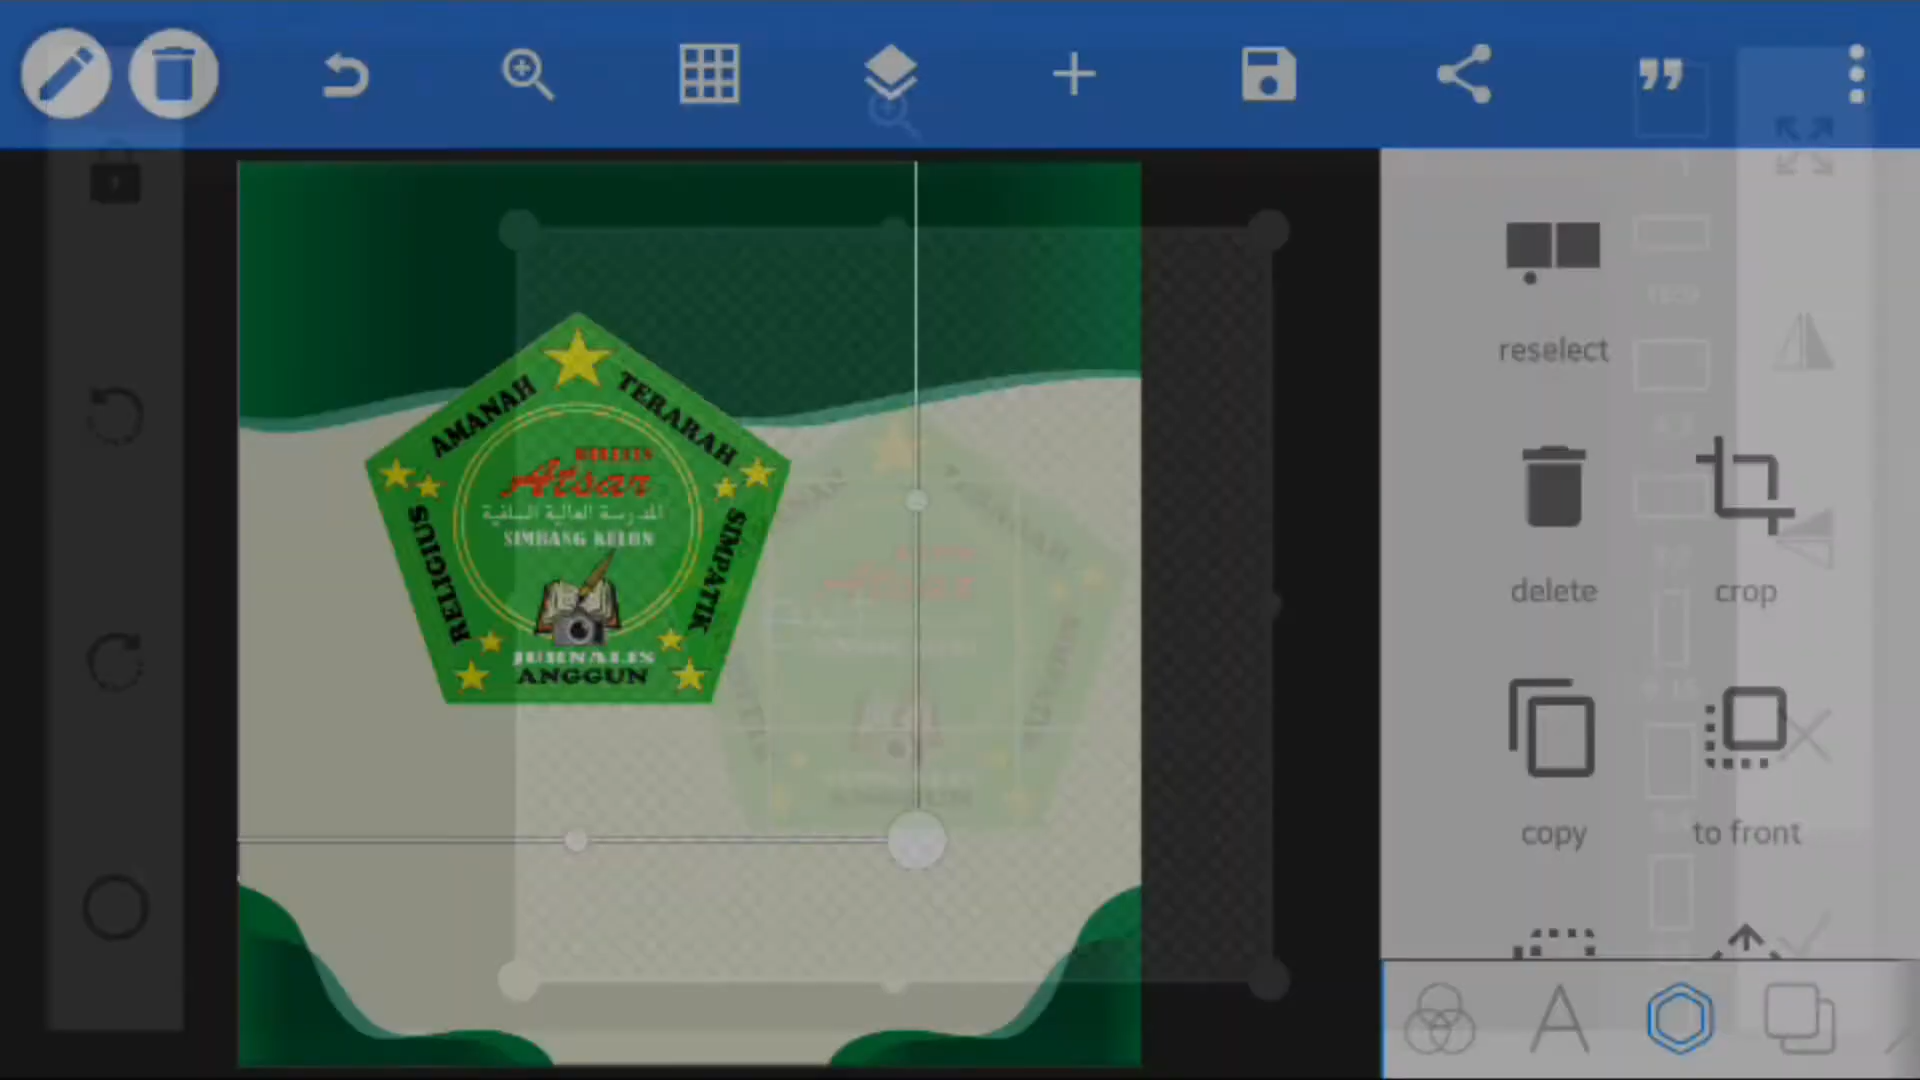 reselect
AMANAH
TERARAH
Atsar
المدرسة العالية السلفية
SIMBANG KULON
RELIGIUS
SIMPATIK
JURNALIS
ANGGUN
delete
crop
copy
to front